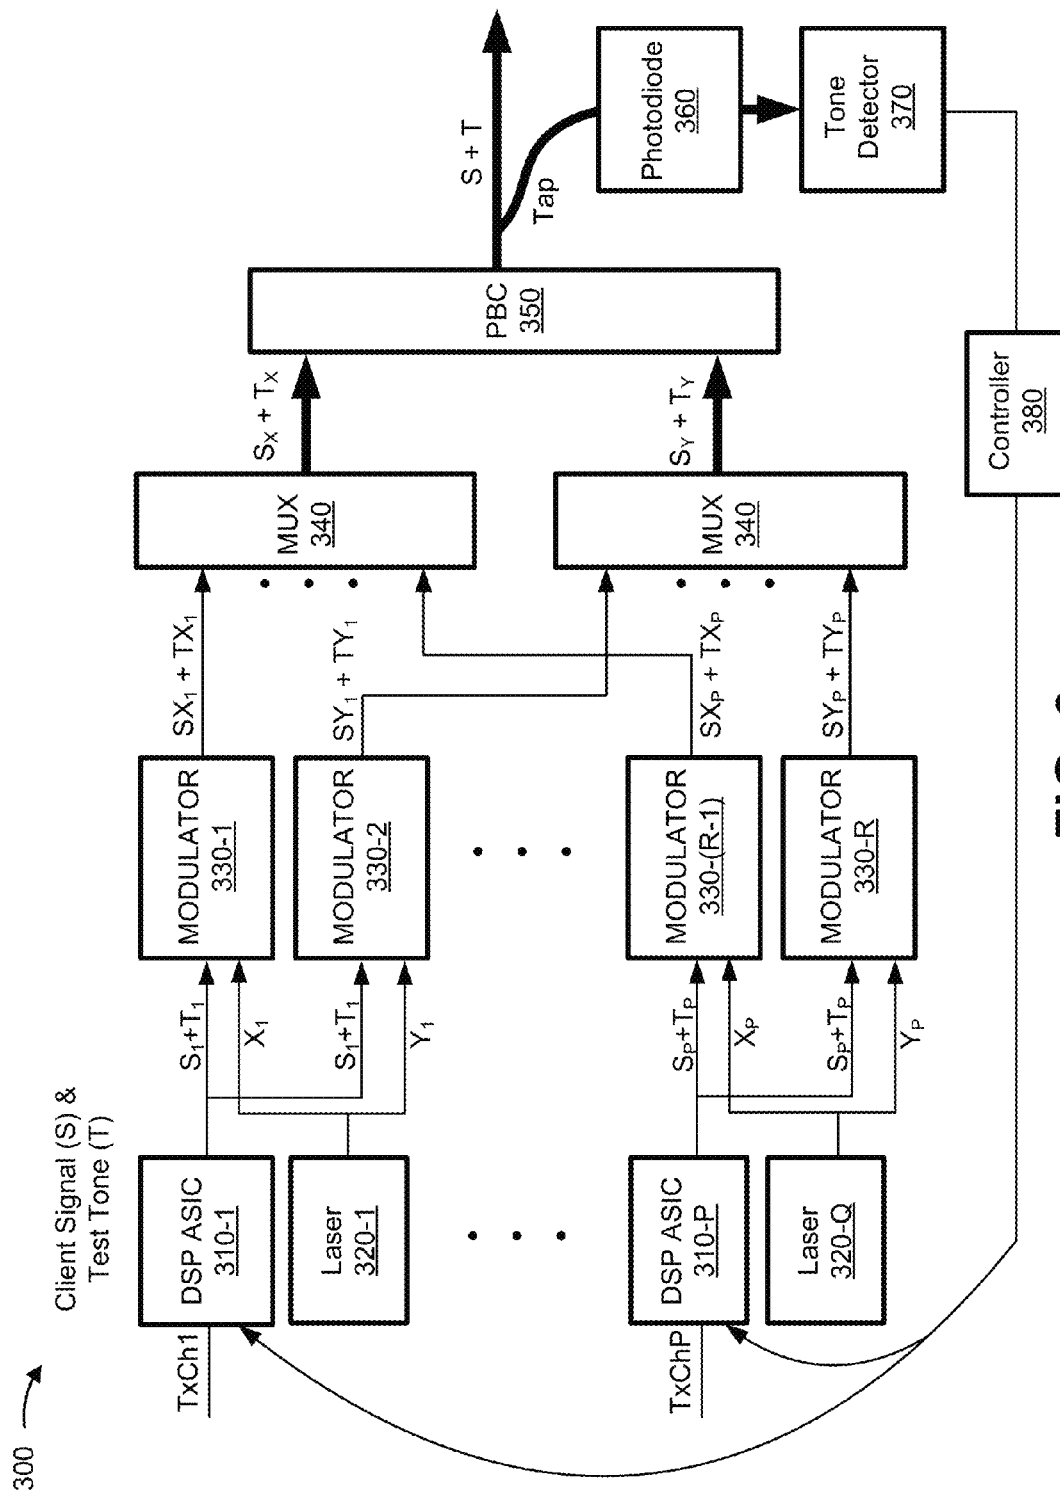 300
Client Signal (S) &
Test Tone (T)
TxCh1
DSP ASIC
310-1
Laser
320-1
TxChP
DSP ASIC
310-P
Laser
320-Q
S₁+T₁
X₁
S₁+T₁
Y₁
Sₚ+Tₚ
Xₚ
Sₚ+Tₚ
Yₚ
MODULATOR
330-1
MODULATOR
330-2
MODULATOR
330-(R-1)
MODULATOR
330-R
SX₁ + TX₁
SY₁ + TY₁
SXₚ + TXₚ
SYₚ + TYₚ
MUX
340
MUX
340
Sₓ + Tₓ
SY + TY
PBC
350
S + T
Tap
Photodiode
360
Tone
Detector
370
Controller
380